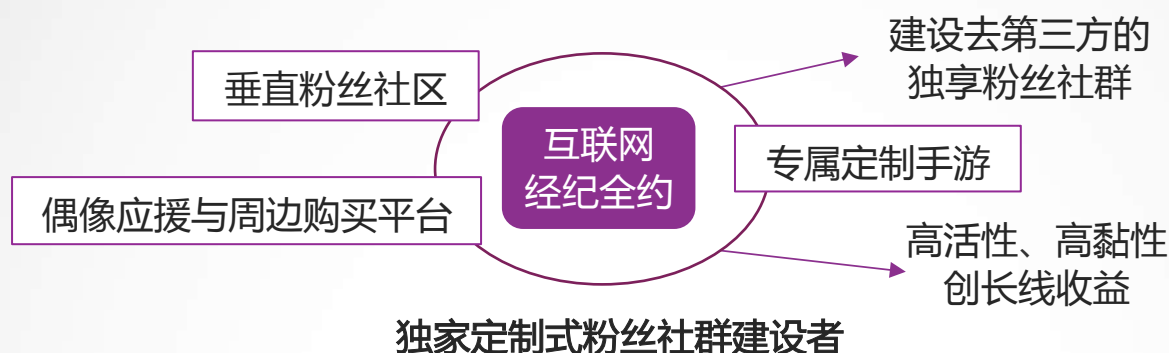 建设去第三方的
独享粉丝社群
垂直粉丝社区
互联网
经纪全约
专属定制手游
偶像应援与周边购买平台
高活性、高黏性
创长线收益
独家定制式粉丝社群建设者